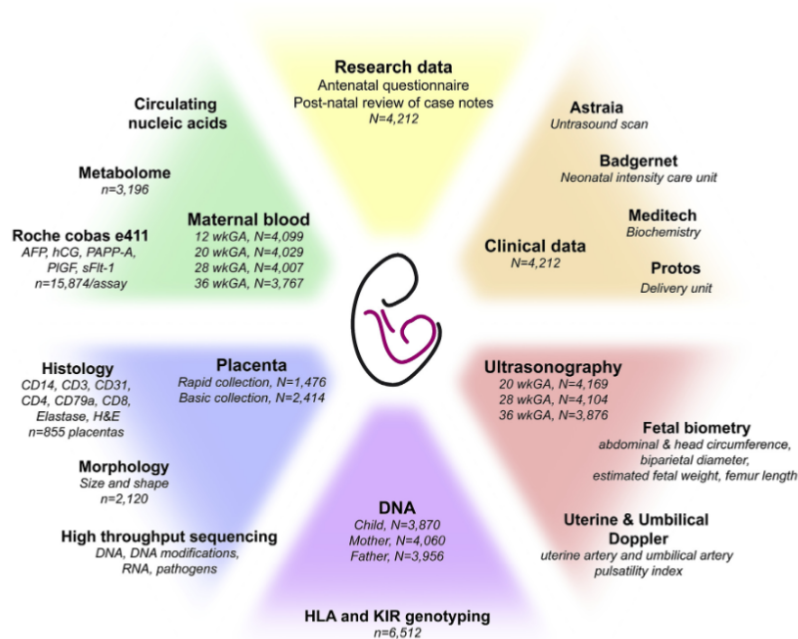 Research data
Antenatal questionnaire
Post-natal review of case notes
N=4,212
Circulating
nucleic acids
Metabolome
n=3,196
Roche cobas e411
AFP, hCG, PAPP-A,
PlGF, sFlt-1
n=15,874/assay
Maternal blood
12 wkGA, N=4,099
20 wkGA, N=4,029
28 wkGA, N=4,007
36 wkGA, N=3,767
Astraia
Untrasound scan
Badgernet
Neonatal intensity care unit
Meditech
Biochemistry
Protos
Delivery unit
Clinical data
N=4,212
Histology
CD14, CD3, CD31,
CD4, CD79a, CD8,
Elastase, H&E
n=855 placentas
Placenta
Rapid collection, N=1,476
Basic collection, N=2,414
Morphology
Size and shape
n=2,120
High throughput sequencing
DNA, DNA modifications,
RNA, pathogens
DNA
Child, N=3,870
Mother, N=4,060
Father, N=3,956
HLA and KIR genotyping
n=6,512
Ultrasonography
20 wkGA, N=4,169
28 wkGA, N=4,104
36 wkGA, N=3,876
Fetal biometry
abdominal & head circumference,
biparietal diameter,
estimated fetal weight, femur length
Uterine & Umbilical
Doppler
uterine artery and umbilical artery
pulsatility index